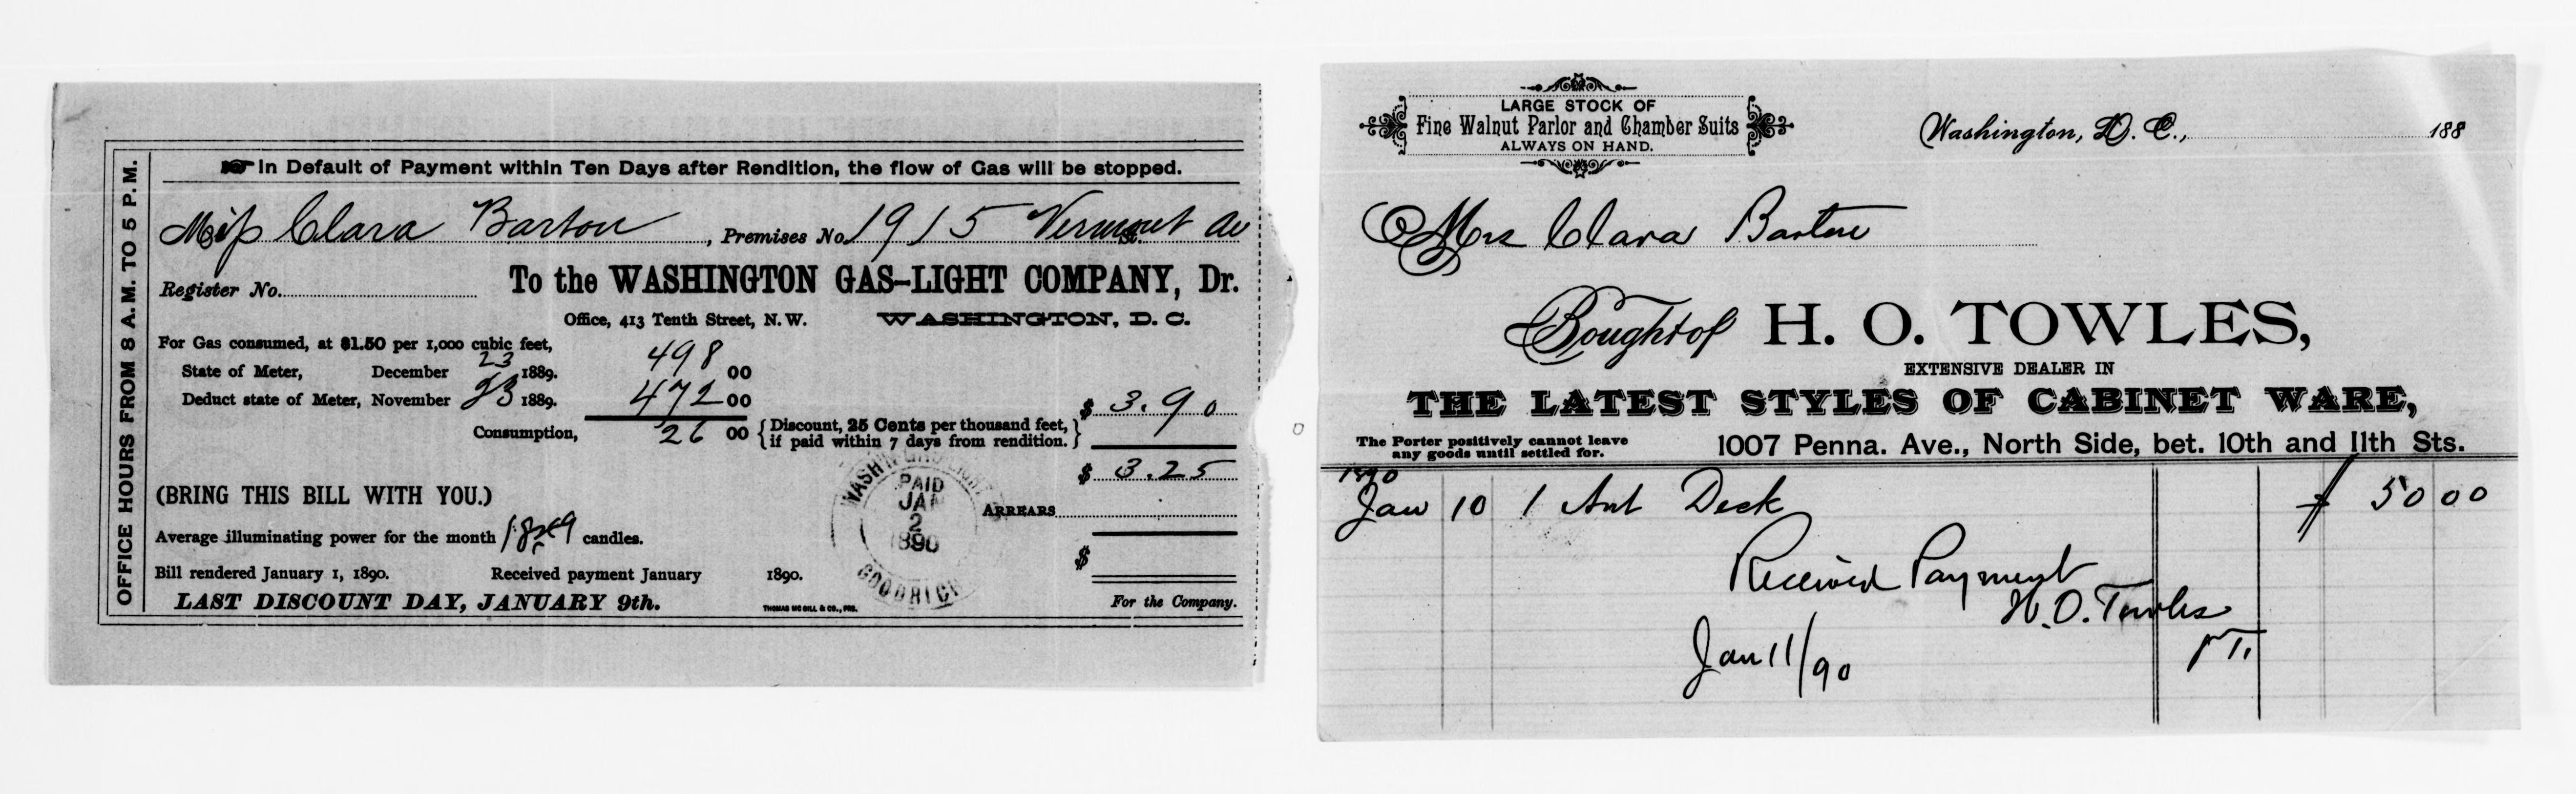 OFFICE HOURS FROM 8 A.M. TO 5 P.M.
In Default of Payment within Ten Days after Rendition, the flow of Gas will be stopped.
Miss Clara Barton, Premises No. 1915 Vermont Av St.
Register No.
To the WASHINGTON GAS-LIGHT COMPANY, Dr.
Office, 413 Tenth Street, N. W. WASHINGTON, D. C.
For Gas consumed, at $1.50 per 1,000 cubic feet,
State of Meter, December 23 1889. 498 00
Deduct state of Meter, November 23 1889. 472 00
$ 3.90
Consumption, 26 00 { Discount, 25 Cents per thousand feet, if paid within 7 days from rendition. }
$ 3.25
(BRING THIS BILL WITH YOU.)
ARREARS
Average illuminating power for the month candles.
$
Bill rendered January 1, 1890. Received payment January 1890.
LAST DISCOUNT DAY, JANUARY 9th.
THOMAS MCGILL & CO., PRS.
For the Company.
WASHINGTON GAS LIGHT
PAID
JAN
2
1890
GOODRICH
LARGE STOCK OF
Fine Walnut Parlor and Chamber Suits
ALWAYS ON HAND.
Washington, D. C., 188
Mrs Clara Barton
Bought of H. O. TOWLES,
EXTENSIVE DEALER IN
THE LATEST STYLES OF CABINET WARE,
The Porter positively cannot leave any goods until settled for.
1007 Penna. Ave., North Side, bet. 10th and 11th Sts.
1890
Jan 10 1 Ant Desk $ 50 00
Received Payment
H. O. Towles
Jan 11/90